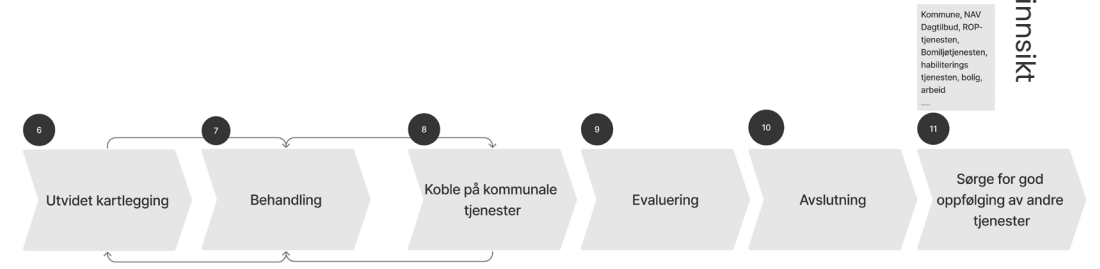 Kommune, NAV
Dagtilbud, ROP-
tjenesten,
Bomiljøtjenesten,
habiliterings
tjenesten, bolig,
arbeid
innsikt
6
7
8
9
10
11
Utvidet kartlegging
Behandling
Koble på kommunale
tjenester
Evaluering
Avslutning
Sørge for god
oppfølging av andre
tjenester